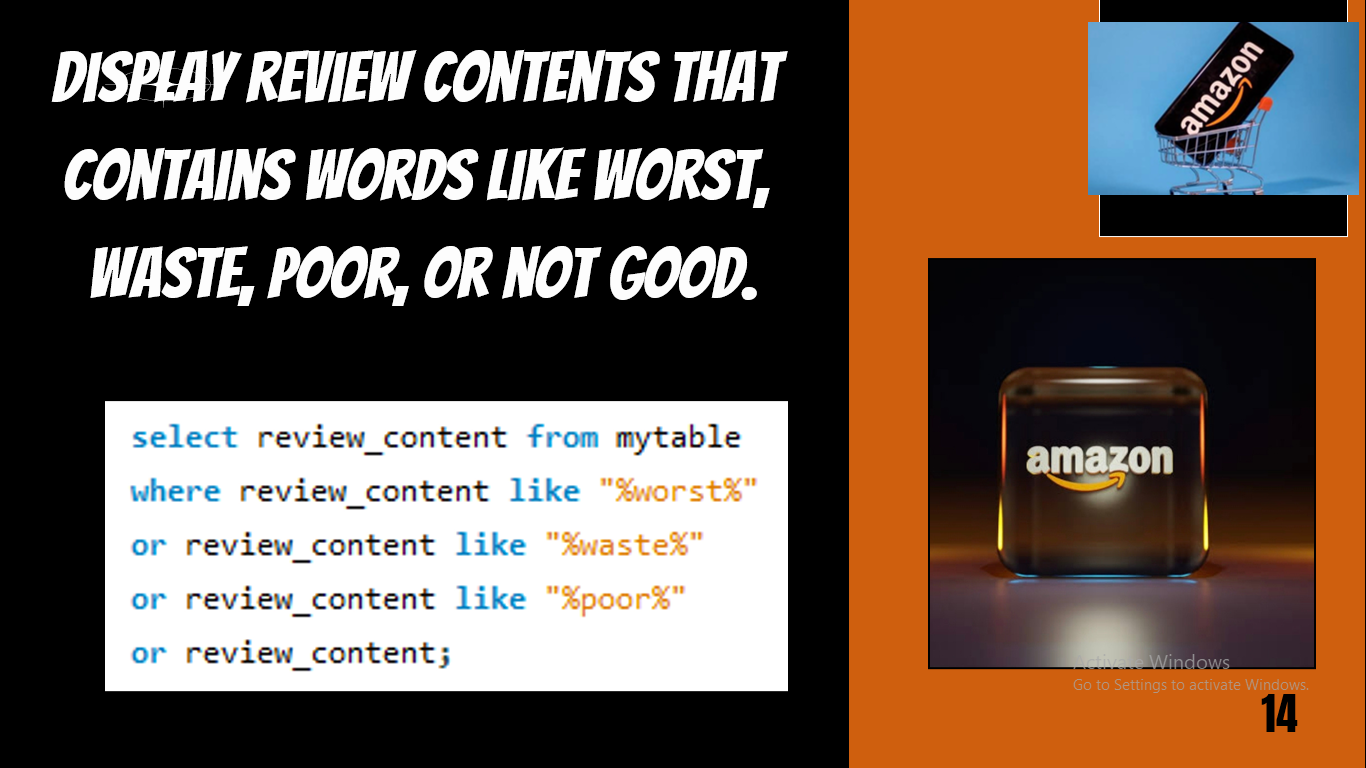 DISPLAY REVIEW CONTENTS THAT
CONTAINS WORDS LIKE WORST,
WASTE, POOR, OR NOT GOOD.
select review_content from mytable
where review_content like "%worst%"
or review_content like "%waste%"
or review_content like "%poor%"
or review_content;
amazon
amazon
Activate Windows
Go to Settings to activate Windows.
14